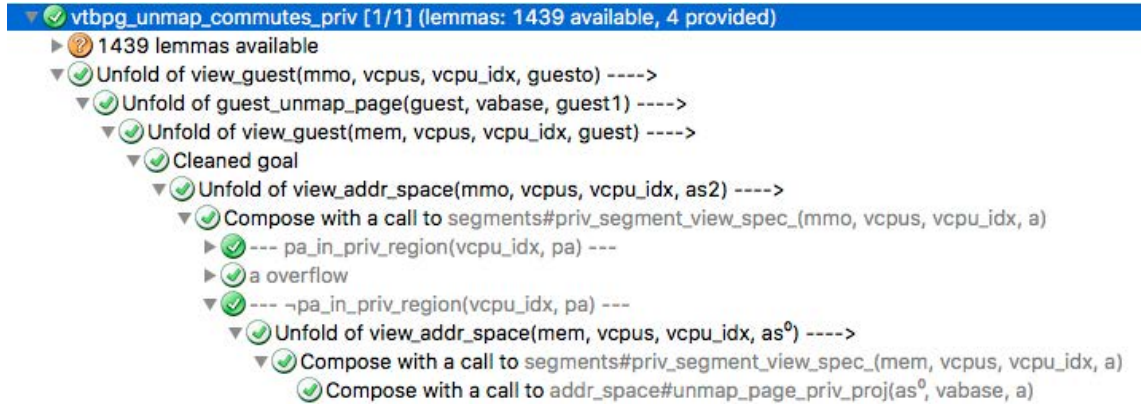 vtbpg_unmap_commutes_priv [1/1] (lemmas: 1439 available, 4 provided)
1439 lemmas available
Unfold of view_guest(mmo, vcpus, vcpu_idx, guesto) ---->
Unfold of guest_unmap_page(guest, vabase, guest1) ---->
Unfold of view_guest(mem, vcpus, vcpu_idx, guest) ---->
Cleaned goal
Unfold of view_addr_space(mmo, vcpus, vcpu_idx, as2) ---->
Compose with a call to segments#priv_segment_view_spec_(mmo, vcpus, vcpu_idx, a)
--- pa_in_priv_region(vcpu_idx, pa) ---
a overflow
--- ¬pa_in_priv_region(vcpu_idx, pa) ---
Unfold of view_addr_space(mem, vcpus, vcpu_idx, as⁰) ---->
Compose with a call to segments#priv_segment_view_spec_(mem, vcpus, vcpu_idx, a)
Compose with a call to addr_space#unmap_page_priv_proj(as⁰, vabase, a)